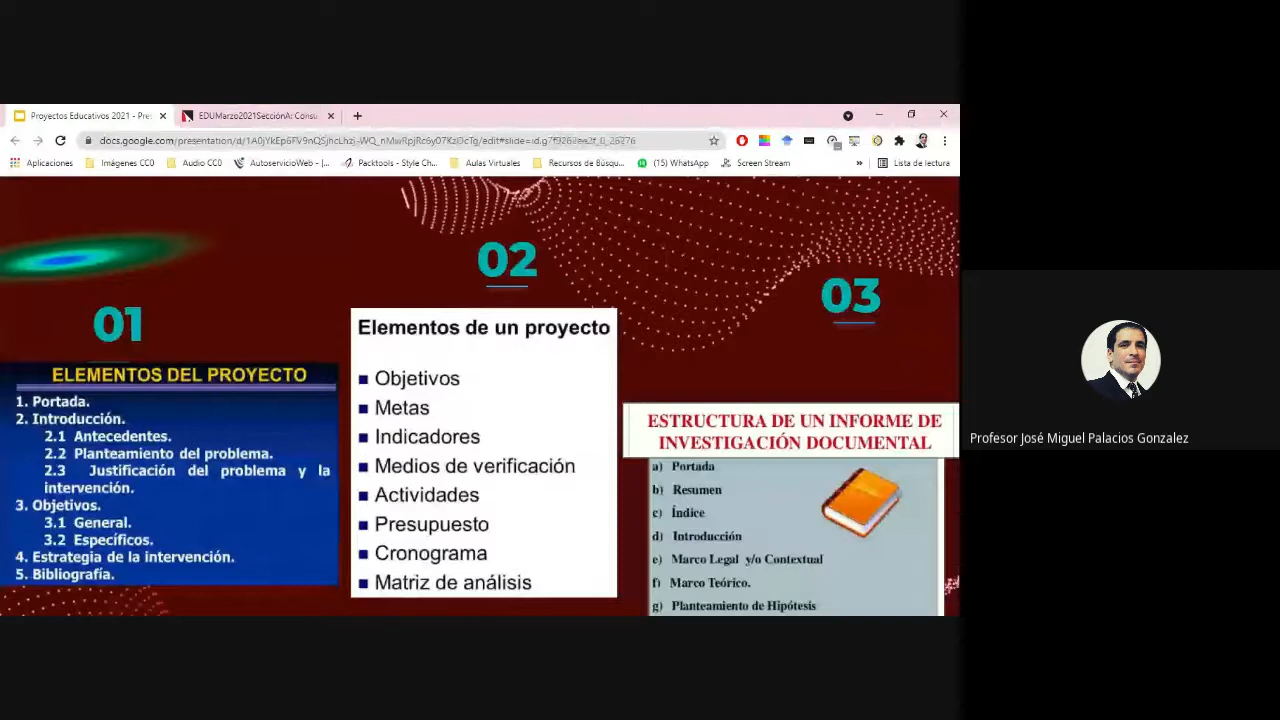 Proyectos Educativos 2021 - Pre
EDUMarzo2021SecciónA: Consu
Aplicaciones
Imágenes CC0
Audio CC0
AutoservicioWeb - |...
Packtools - Style Ch...
Aulas Virtuales
Recursos de Búsqu...
(15) WhatsApp
Screen Stream
»
Lista de lectura
01
ELEMENTOS DEL PROYECTO
1. Portada.
2. Introducción.
2.1 Antecedentes.
2.2 Planteamiento del problema.
2.3 Justificación del problema y la
intervención.
3. Objetivos.
3.1 General.
3.2 Específicos.
4. Estrategia de la intervención.
5. Bibliografía.
02
Elementos de un proyecto
Objetivos
Metas
Indicadores
Medios de verificación
Actividades
Presupuesto
Cronograma
Matriz de análisis
03
ESTRUCTURA DE UN INFORME DE
INVESTIGACIÓN DOCUMENTAL
a) Portada
b) Resumen
c) Índice
d) Introducción
e) Marco Legal y/o Contextual
f) Marco Teórico.
g) Planteamiento de Hipótesis
Profesor José Miguel Palacios Gonzalez